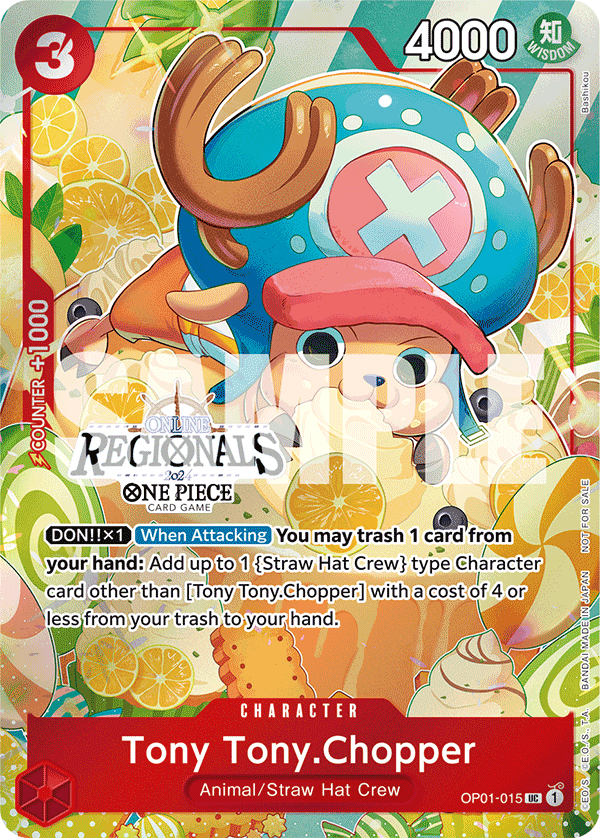 3
4000
知
WISDOM
Bashikou
COUNTER +1000
SAMPLE
ONLINE
REGIONALS
2024
ONE PIECE
CARD GAME
DON!!×1 When Attacking You may trash 1 card from
your hand: Add up to 1 {Straw Hat Crew} type Character
card other than [Tony Tony.Chopper] with a cost of 4 or
less from your trash to your hand.
©E.O/S. ©E.O/S., T.A. BANDAI MADE IN JAPAN NOT FOR SALE
CHARACTER
Tony Tony.Chopper
Animal/Straw Hat Crew
OP01-015 UC 1